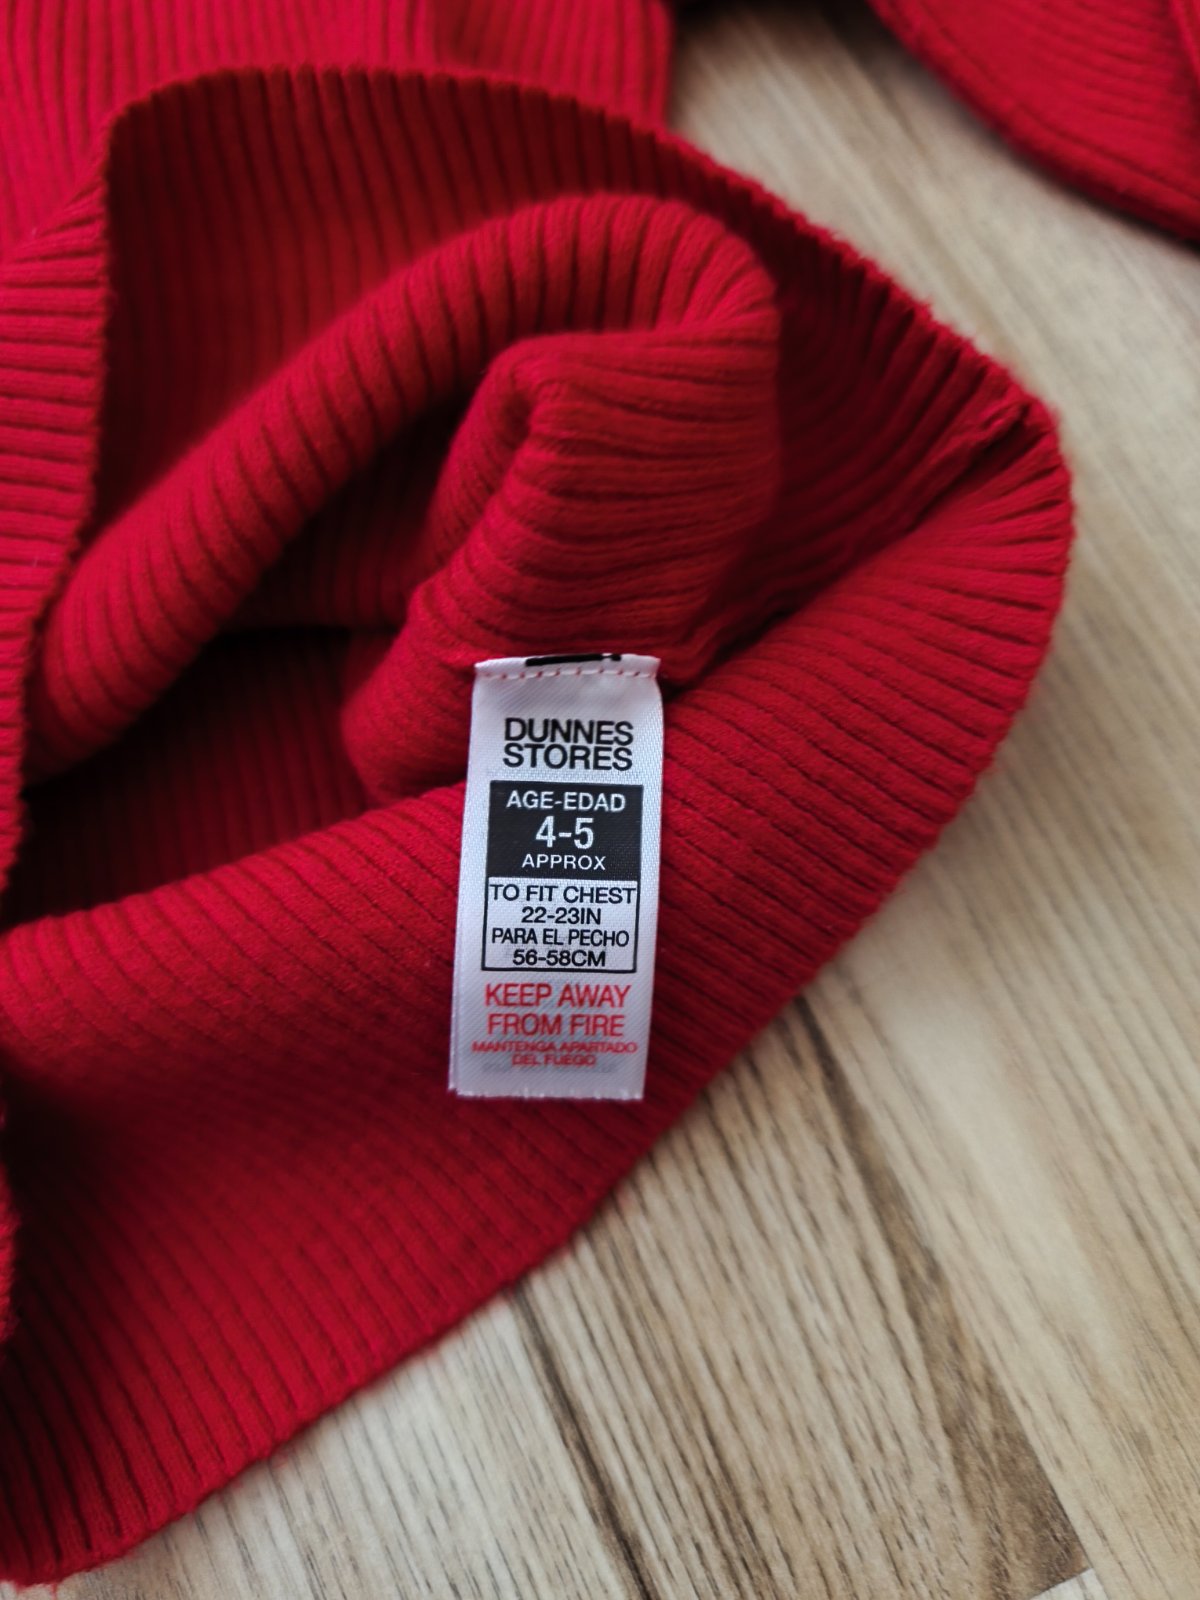 DUNNES
STORES
AGE-EDAD
4-5
APPROX
TO FIT CHEST
22-23IN
PARA EL PECHO
56-58CM
KEEP AWAY
FROM FIRE
MANTENGA APARTADO
DEL FUEGO